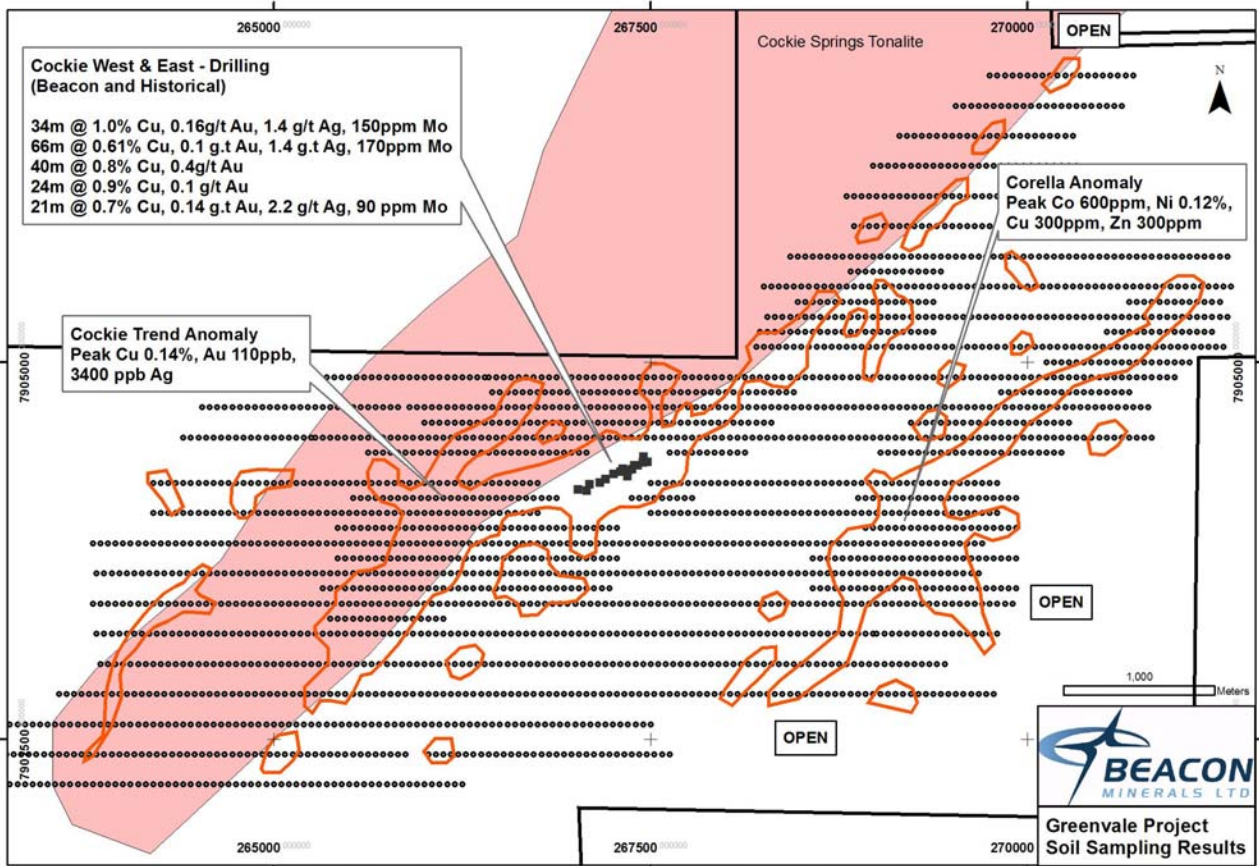 265000
267500
270000
OPEN
Cockie Springs Tonalite
N
Cockie West & East - Drilling
(Beacon and Historical)
34m @ 1.0% Cu, 0.16g/t Au, 1.4 g/t Ag, 150ppm Mo
66m @ 0.61% Cu, 0.1 g/t Au, 1.4 g.t Ag, 170ppm Mo
40m @ 0.8% Cu, 0.4g/t Au
24m @ 0.9% Cu, 0.1 g/t Au
21m @ 0.7% Cu, 0.14 g.t Au, 2.2 g/t Ag, 90 ppm Mo
Corella Anomaly
Peak Co 600ppm, Ni 0.12%,
Cu 300ppm, Zn 300ppm
Cockie Trend Anomaly
Peak Cu 0.14%, Au 110ppb,
3400 ppb Ag
7905000
7905000
OPEN
1,000
Meters
OPEN
7902500
BEACON
MINERALS LTD
Greenvale Project
Soil Sampling Results
265000
267500
270000